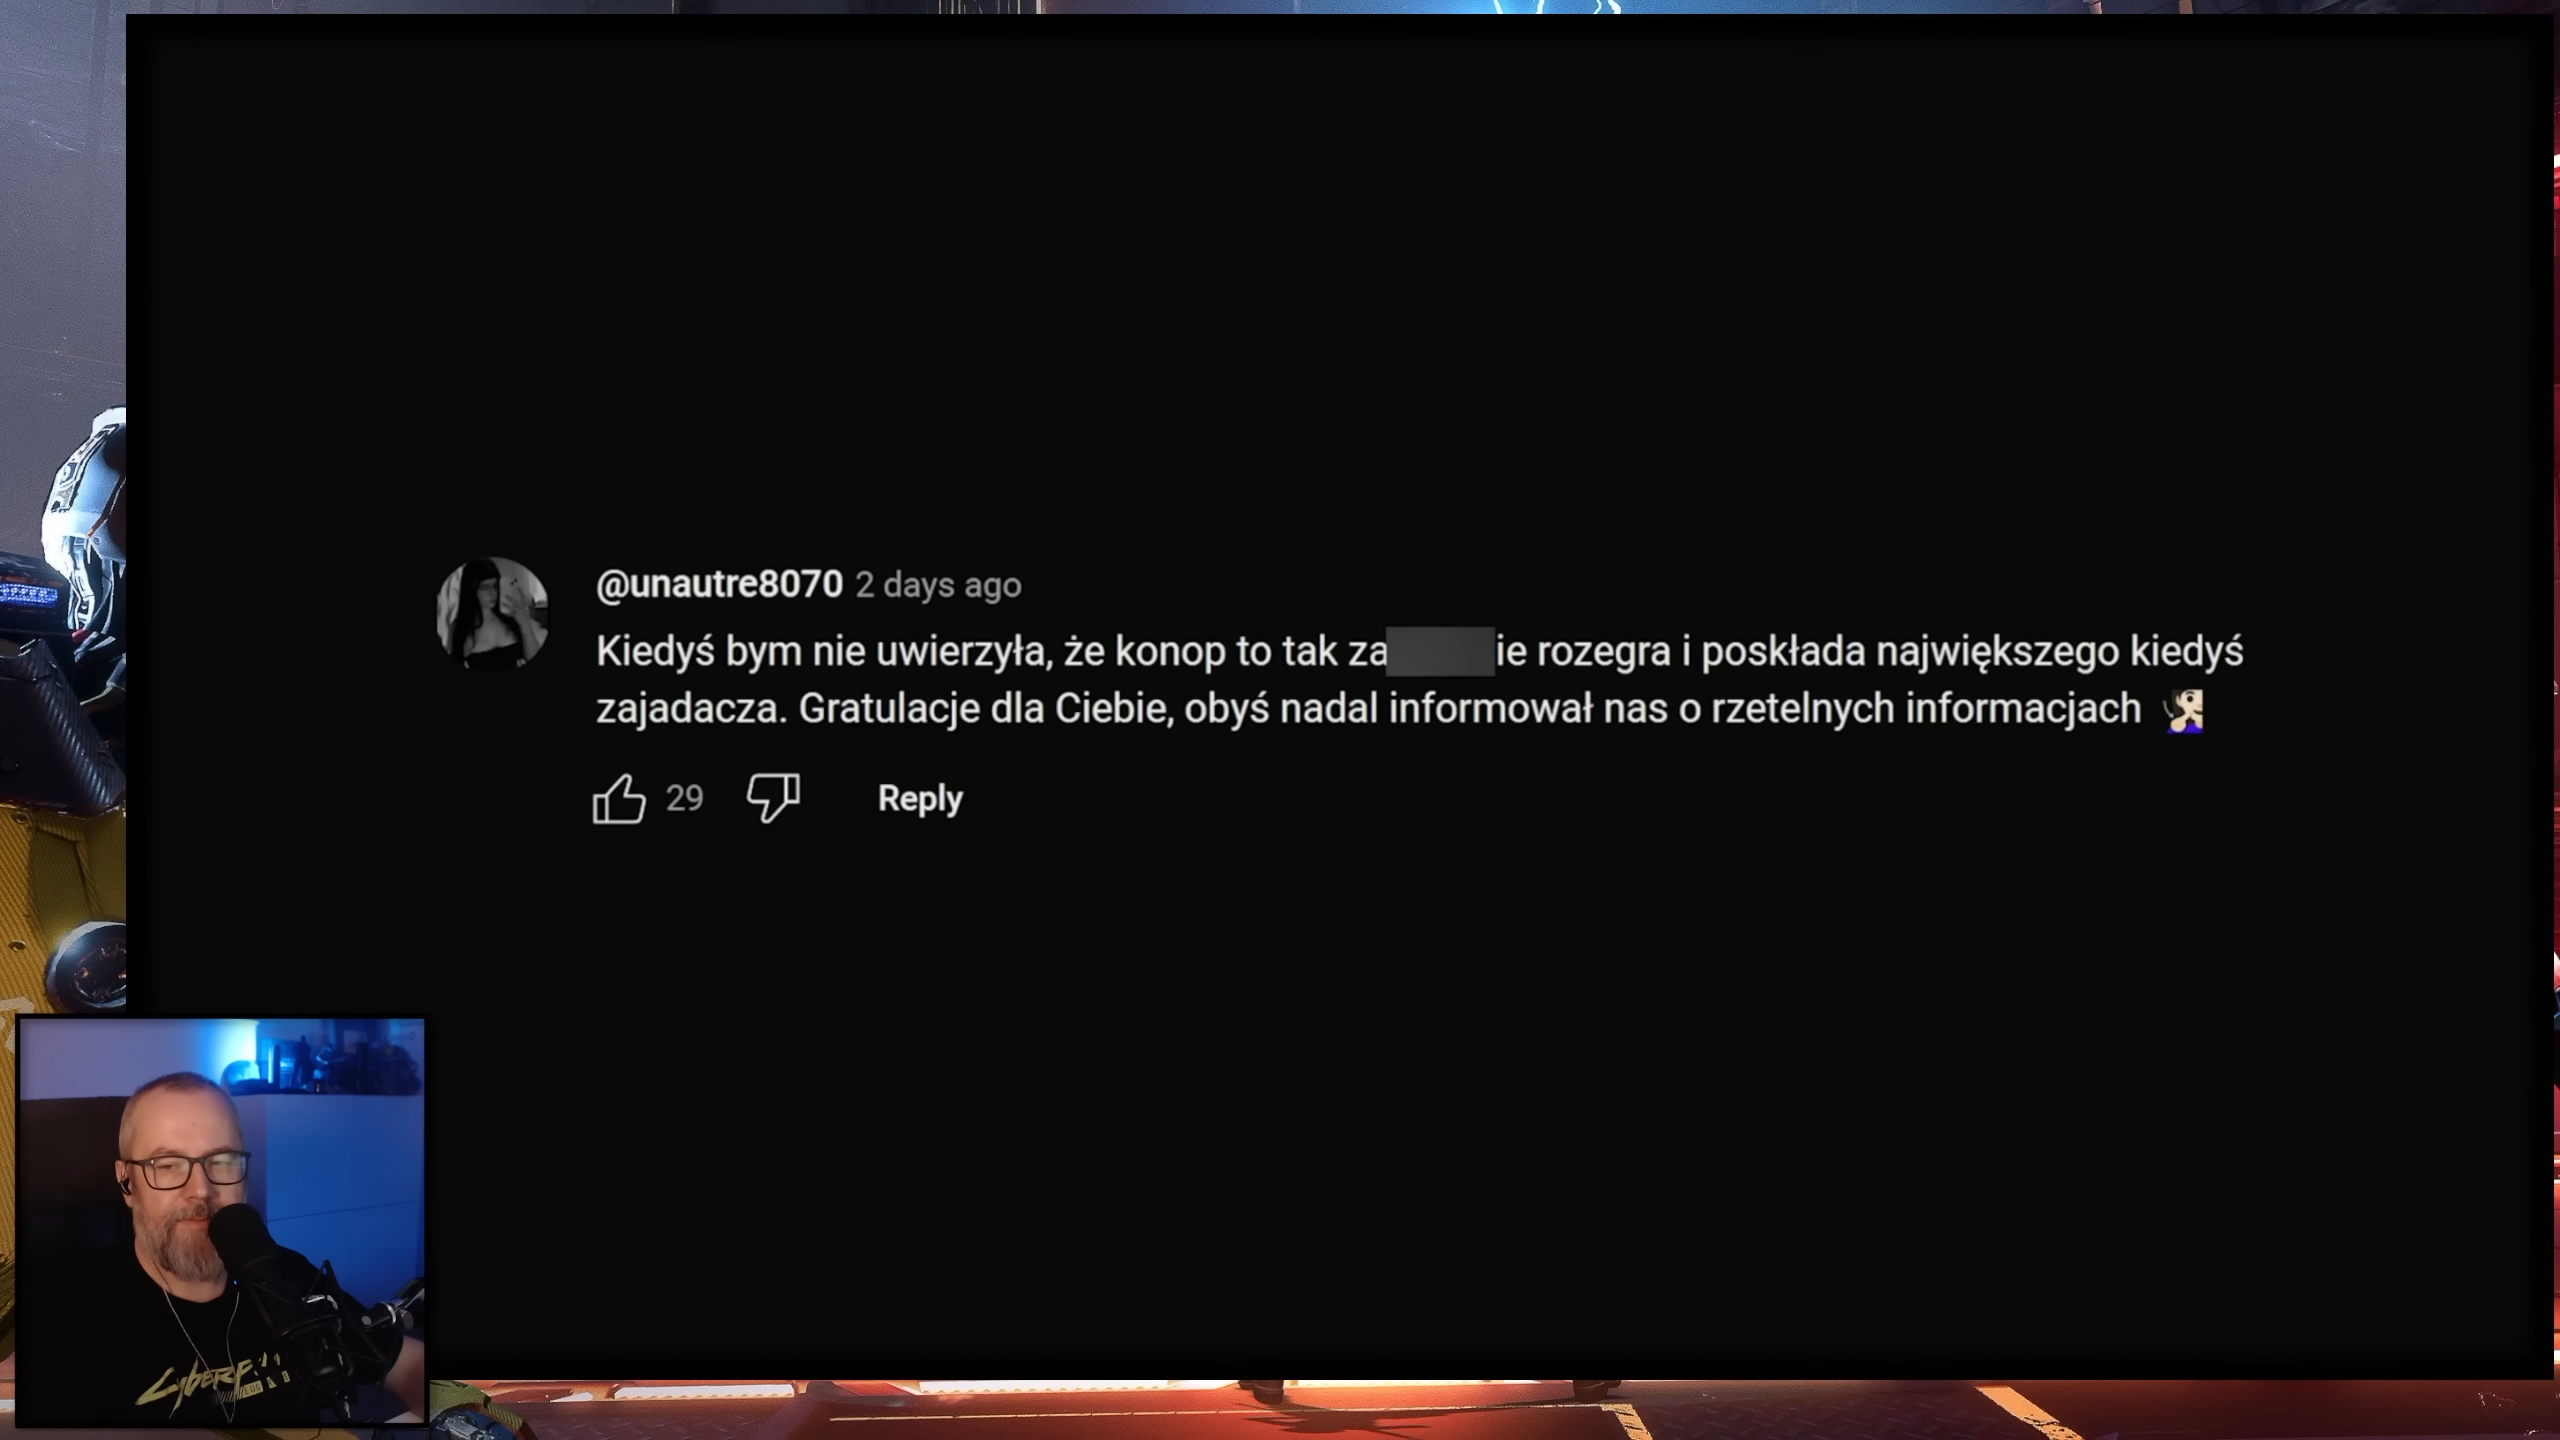 @unautre8070 2 days ago
Kiedyś bym nie uwierzyła, że konop to tak za ie rozegra i poskłada największego kiedyś
zajadacza. Gratulacje dla Ciebie, obyś nadal informował nas o rzetelnych informacjach
29 Reply